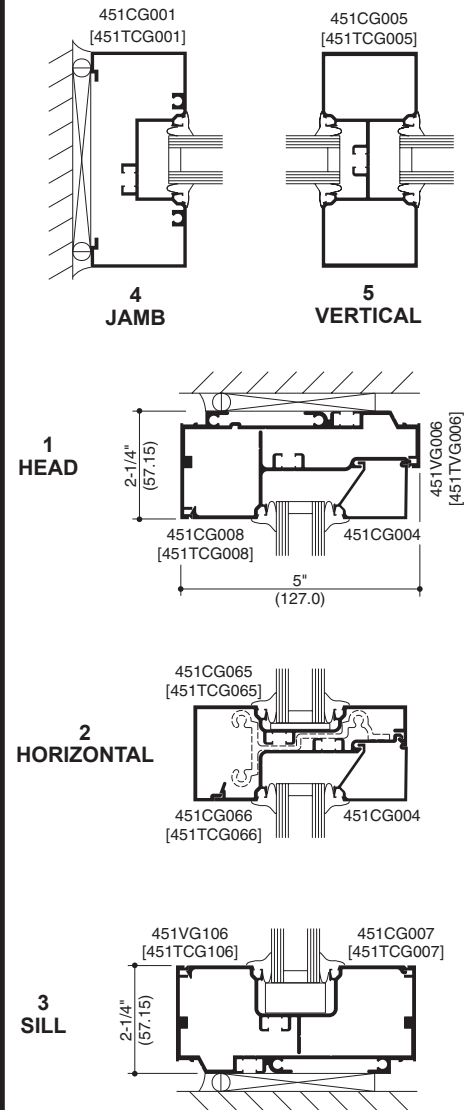 451CG001
[451TCG001]
451CG005
[451TCG005]
4
JAMB
5
VERTICAL
1
HEAD
2-1/4"
(57.15)
451VG006
[451TVG006]
451CG008
[451TCG008]
451CG004
5"
(127.0)
451CG065
[451TCG065]
2
HORIZONTAL
451CG066
[451TCG066]
451CG004
451VG106
[451TCG106]
451CG007
[451TCG007]
3
SILL
2-1/4"
(57.15)